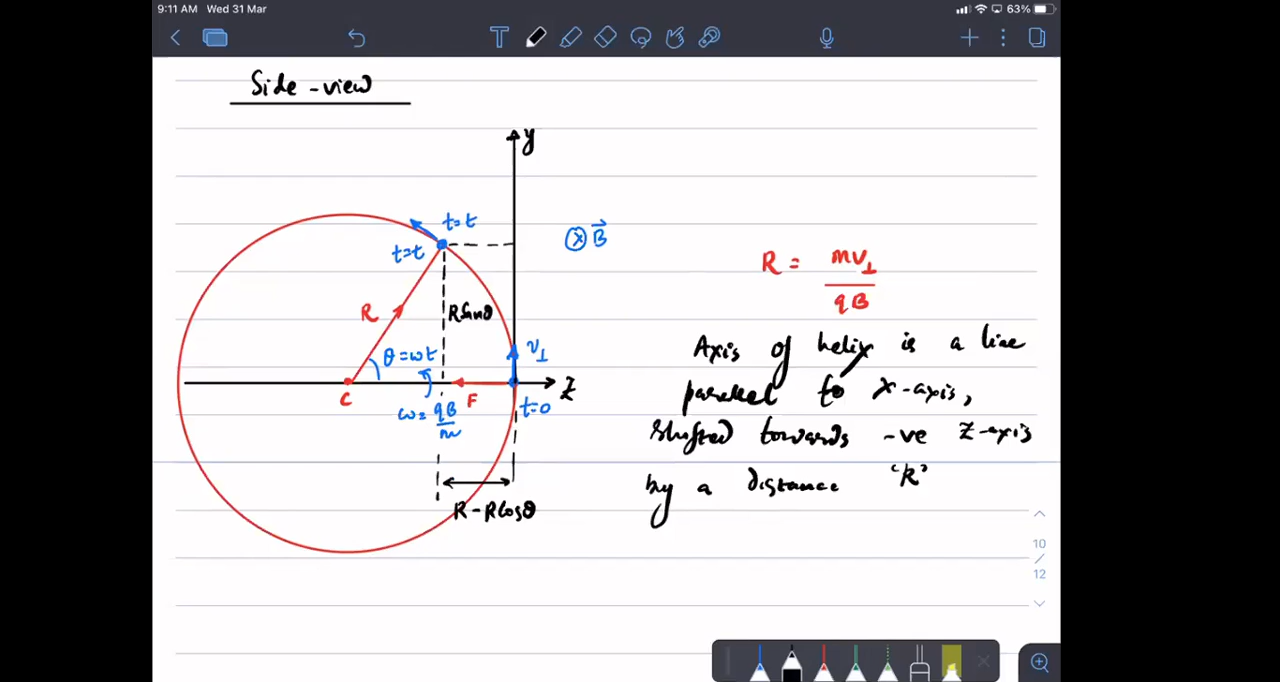 9:11 AM Wed 31 Mar
63%
T
Side-view
y
t=t
t=t
B
R
Rsinθ
θ=ωt
v⊥
C
F
z
t=0
ω=qB/m
R-Rcosθ
R = mv⊥/qB
Axis of helix is a line
parallel to x-axis,
shifted towards -ve z-axis
by a distance 'R'
10
/
12